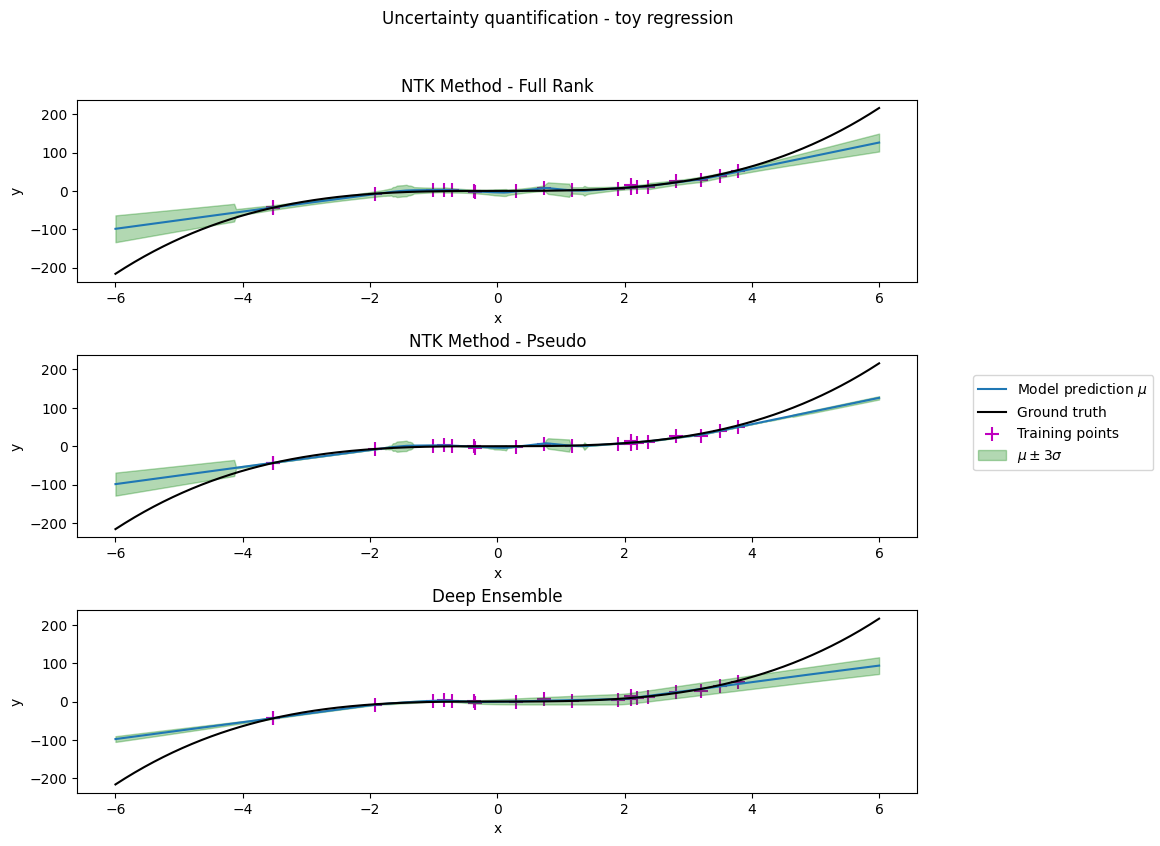 Uncertainty quantification - toy regression
NTK Method - Full Rank
200
100
0
−100
−200
y
−6
−4
−2
0
2
4
6
x
NTK Method - Pseudo
200
100
0
−100
−200
y
−6
−4
−2
0
2
4
6
x
Model prediction μ
Ground truth
Training points
μ ± 3σ
Deep Ensemble
200
100
0
−100
−200
y
−6
−4
−2
0
2
4
6
x